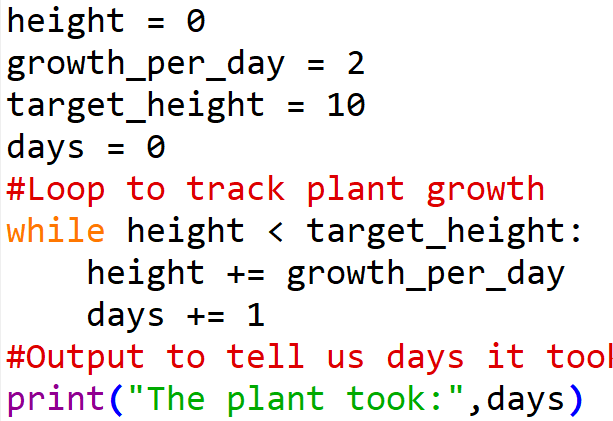 height = 0
growth_per_day = 2
target_height = 10
days = 0
#Loop to track plant growth
while height < target_height:
    height += growth_per_day
    days += 1
#Output to tell us days it
print("The plant took:",days)